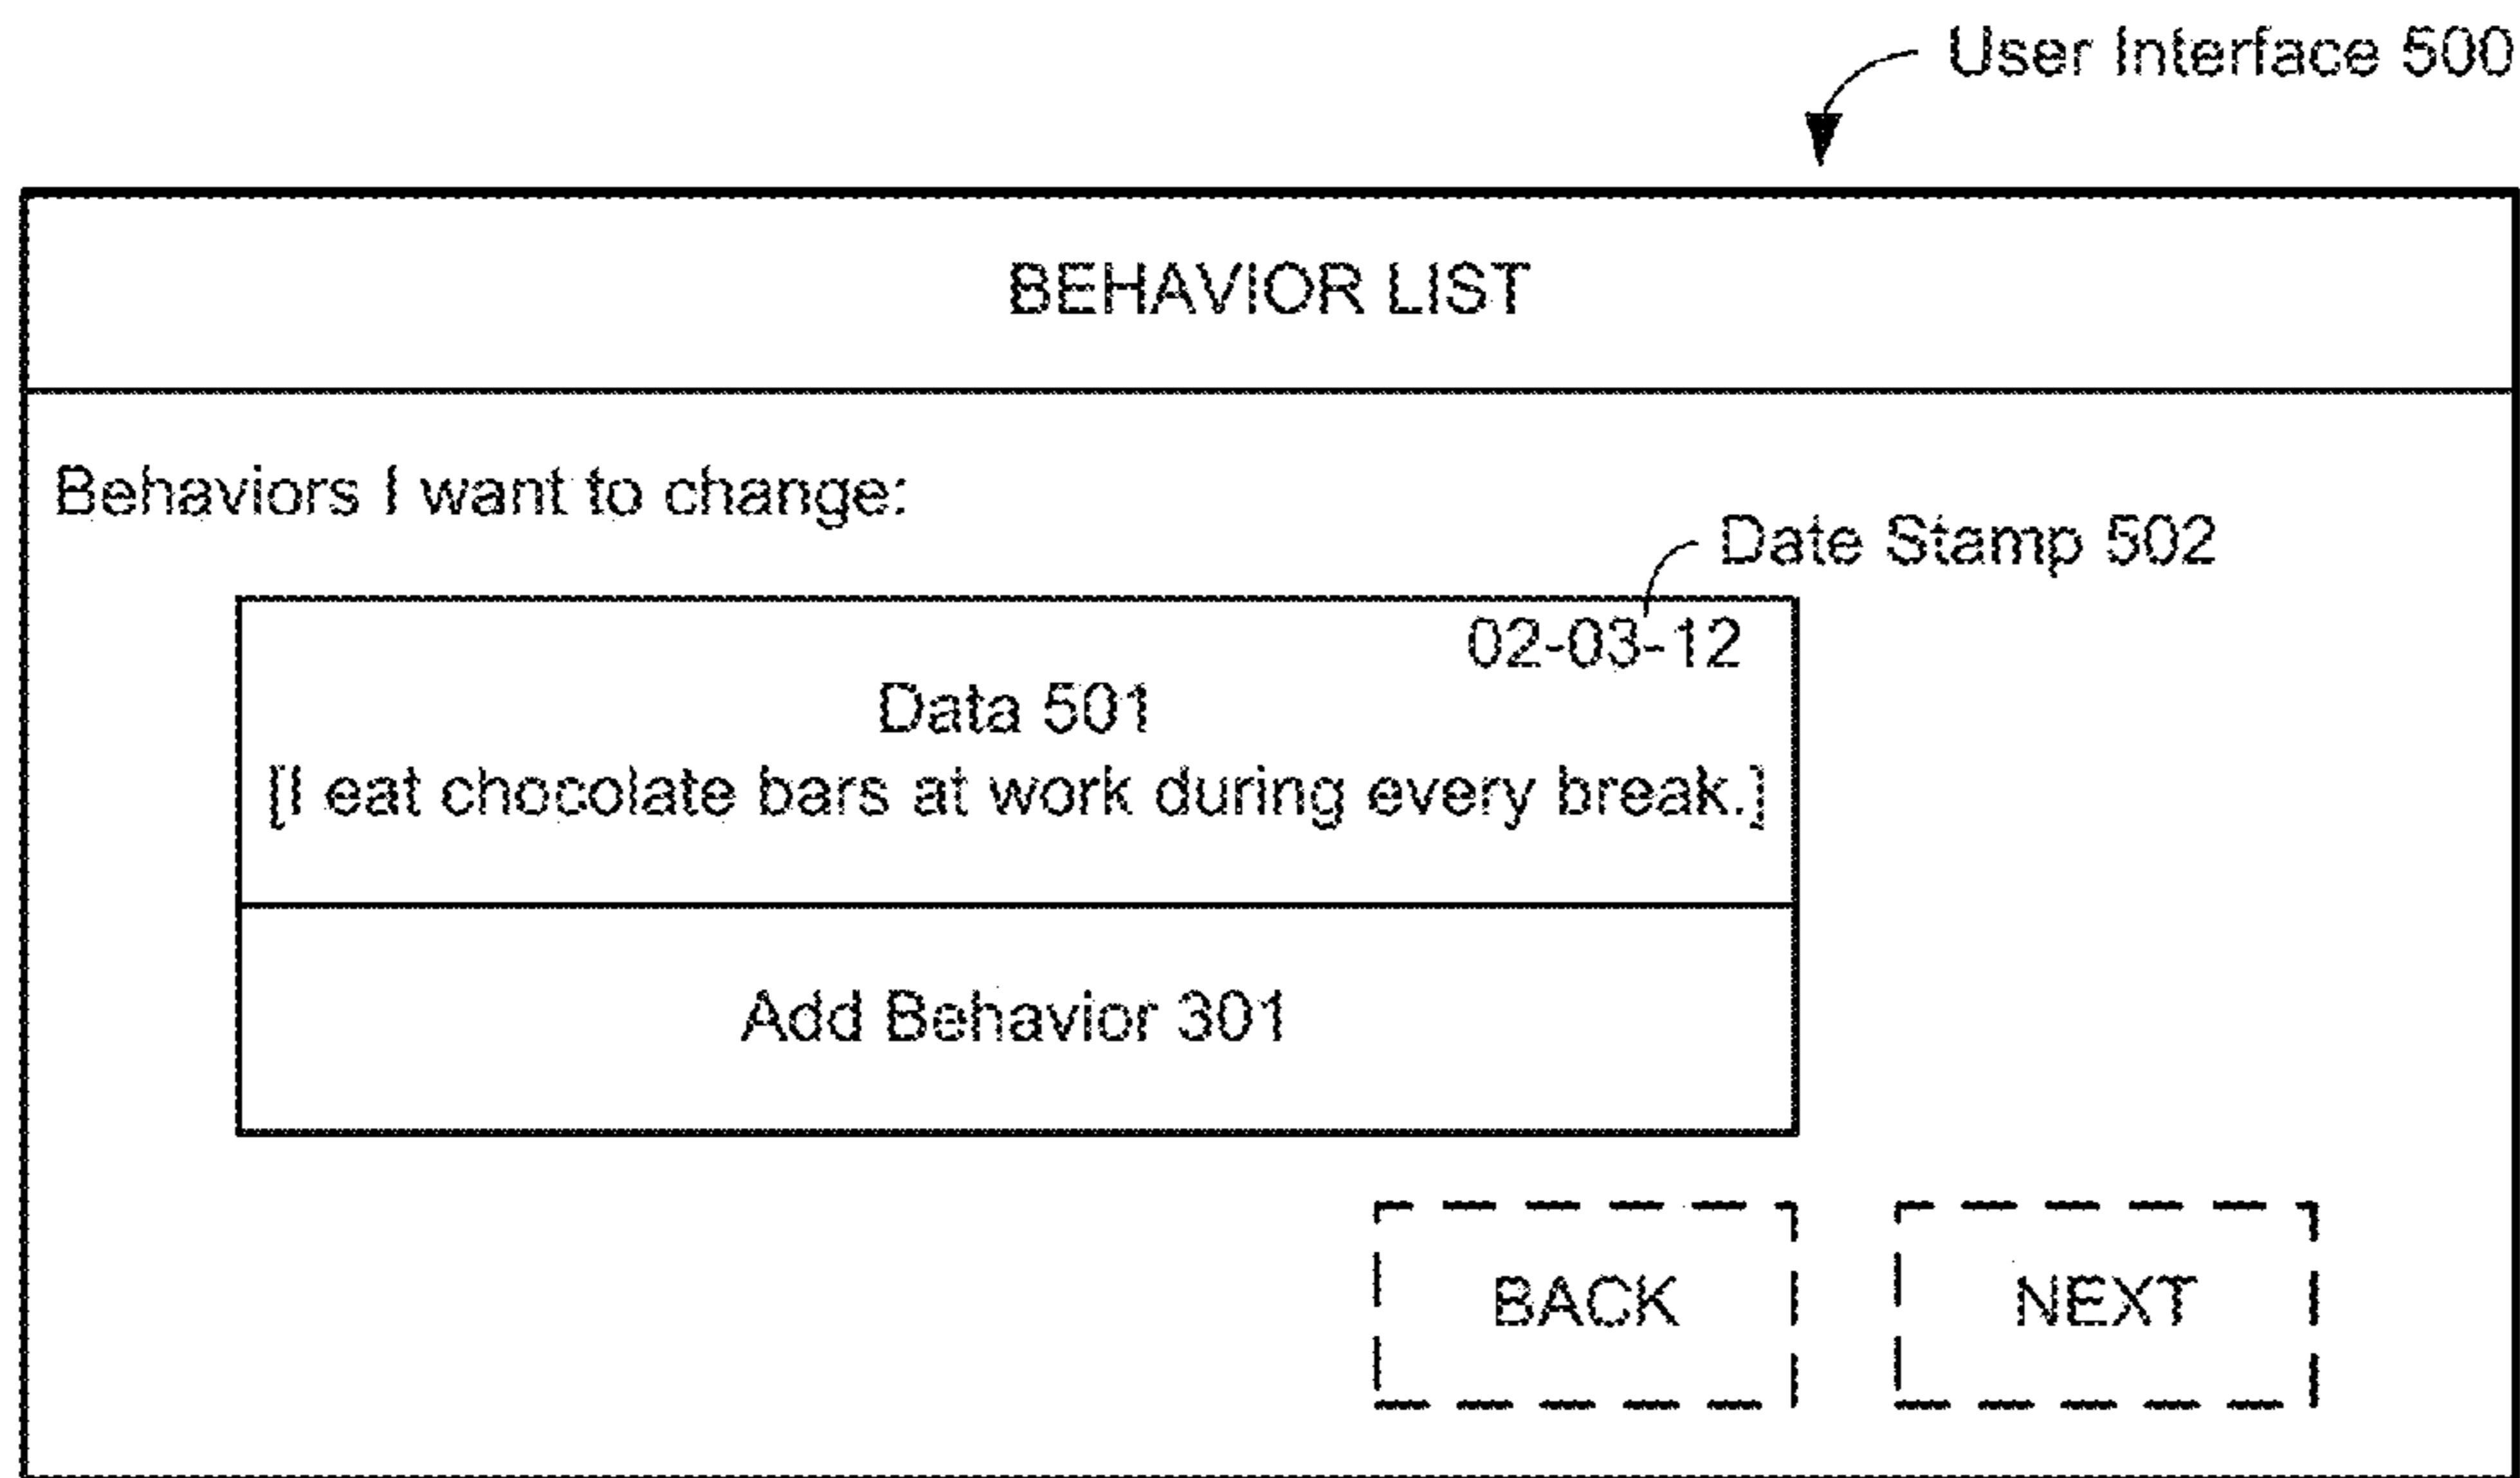 User Interface 500
BEHAVIOR LIST
Behaviors I want to change:
Date Stamp 502
02-03-12
Data 501
[I eat chocolate bars at work during every break.]
Add Behavior 301
BACK
NEXT